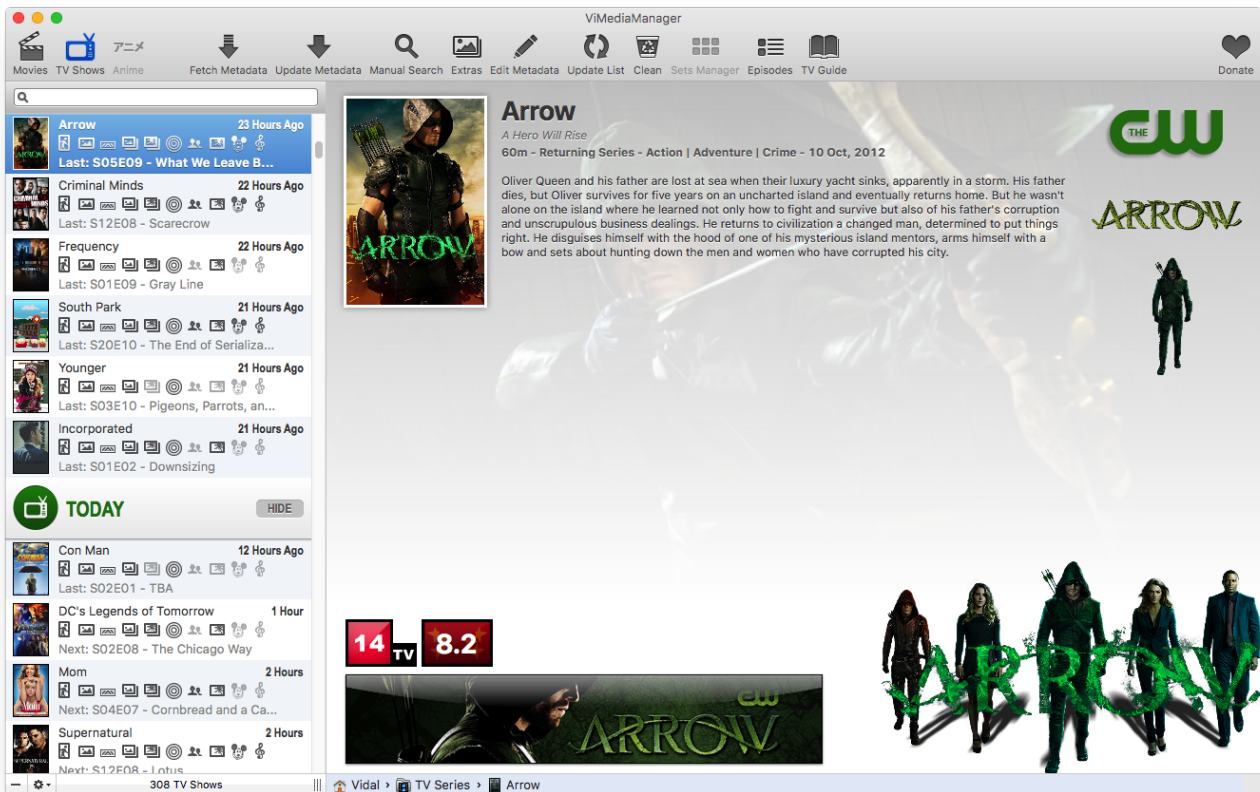 ViMediaManager
Movies TV Shows アニメ Anime Fetch Metadata Update Metadata Manual Search Extras Edit Metadata Update List Clean Sets Manager Episodes TV Guide Donate
Arrow 23 Hours Ago
Last: S05E09 - What We Leave B...
Criminal Minds 22 Hours Ago
Last: S12E08 - Scarecrow
Frequency 22 Hours Ago
Last: S01E09 - Gray Line
South Park 21 Hours Ago
Last: S20E10 - The End of Serializa...
Younger 21 Hours Ago
Last: S03E10 - Pigeons, Parrots, an...
Incorporated 21 Hours Ago
Last: S01E02 - Downsizing
TODAY HIDE
Con Man 12 Hours Ago
Last: S02E01 - TBA
DC's Legends of Tomorrow 1 Hour
Next: S02E08 - The Chicago Way
Mom 2 Hours
Next: S04E07 - Cornbread and a Ca...
Supernatural 2 Hours
Next: S12E08 - Lotus
308 TV Shows
ARROW
Arrow
A Hero Will Rise
60m - Returning Series - Action | Adventure | Crime - 10 Oct, 2012
Oliver Queen and his father are lost at sea when their luxury yacht sinks, apparently in a storm. His father
dies, but Oliver survives for five years on an uncharted island and eventually returns home. But he wasn't
alone on the island where he learned not only how to fight and survive but also of his father's corruption
and unscrupulous business dealings. He returns to civilization a changed man, determined to put things
right. He disguises himself with the hood of one of his mysterious island mentors, arms himself with a
bow and sets about hunting down the men and women who have corrupted his city.
THE CW
ARROW
14 TV 8.2
CW
ARROW
ARROW
Vidal › TV Series › Arrow